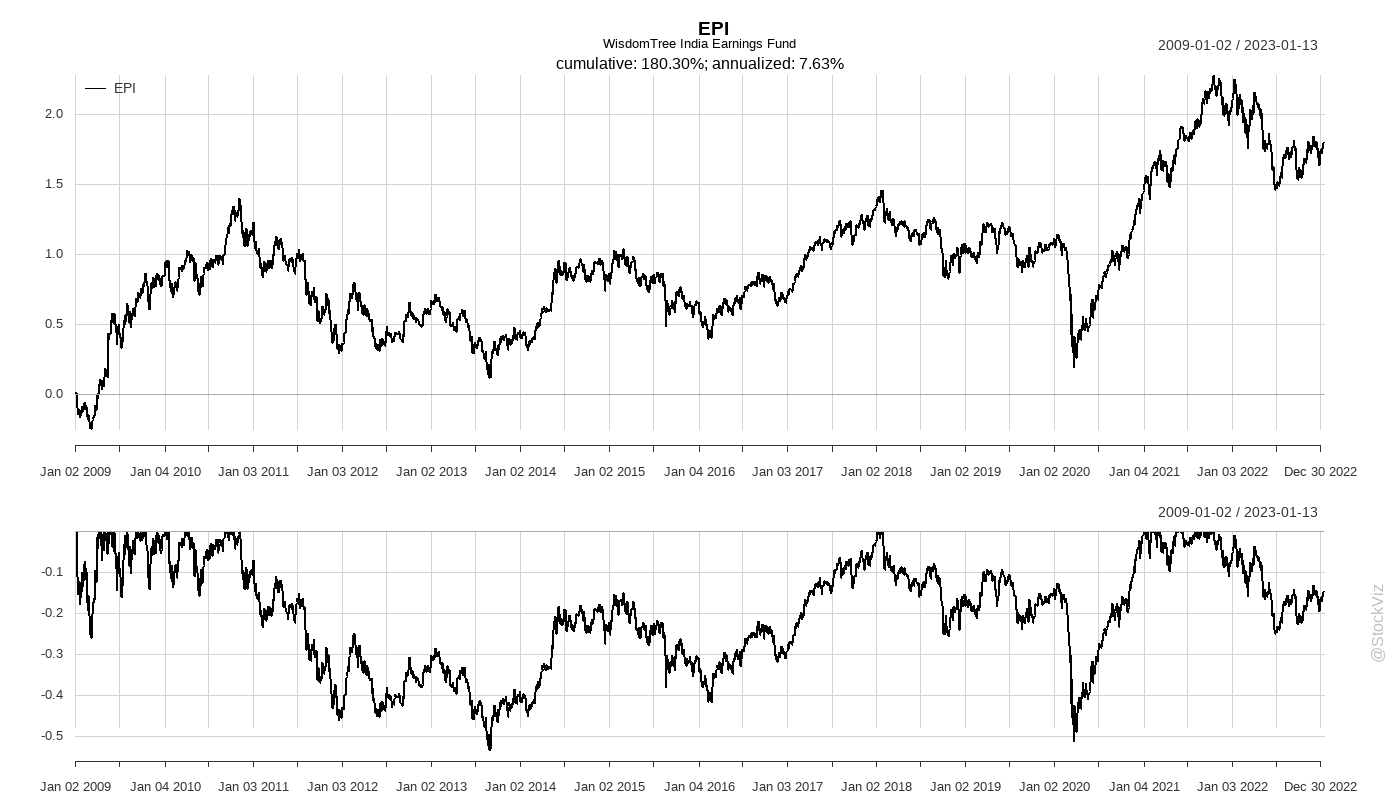 EPI
WisdomTree India Earnings Fund
2009-01-02 / 2023-01-13
cumulative: 180.30%; annualized: 7.63%
EPI
2.0
1.5
1.0
0.5
0.0
Jan 02 2009 Jan 04 2010 Jan 03 2011 Jan 03 2012 Jan 02 2013 Jan 02 2014 Jan 02 2015 Jan 04 2016 Jan 03 2017 Jan 02 2018 Jan 02 2019 Jan 02 2020 Jan 04 2021 Jan 03 2022 Dec 30 2022
2009-01-02 / 2023-01-13
-0.1
-0.2
-0.3
-0.4
-0.5
Jan 02 2009 Jan 04 2010 Jan 03 2011 Jan 03 2012 Jan 02 2013 Jan 02 2014 Jan 02 2015 Jan 04 2016 Jan 03 2017 Jan 02 2018 Jan 02 2019 Jan 02 2020 Jan 04 2021 Jan 03 2022 Dec 30 2022
@StockViz